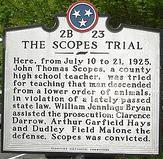 2B 23
THE SCOPES TRIAL
Here, from July 10 to 21, 1925,
John Thomas Scopes, a county
high school teacher, was tried
for teaching that man descended
from a lower order of animals,
in violation of a lately passed
state law. William Jennings Bryan
assisted the prosecution; Clarence
Darrow, Arthur Garfield Hays
and Dudley Field Malone the
defense. Scopes was convicted.